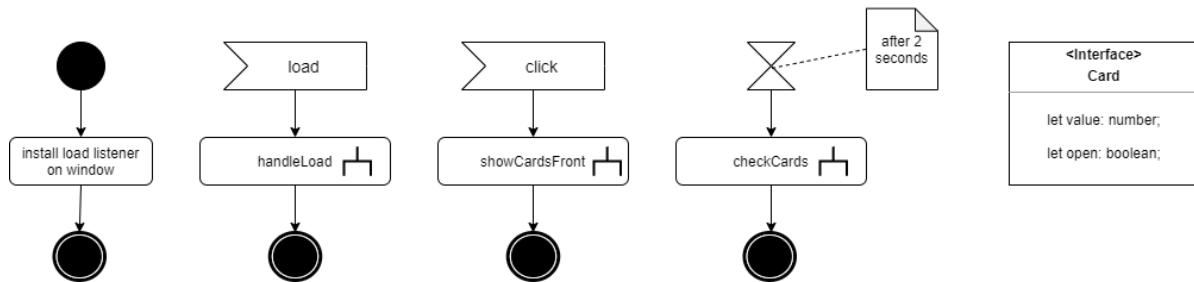 load
click
after 2
seconds
<Interface>
Card
let value: number;
let open: boolean;
install load listener
on window
handleLoad
showCardsFront
checkCards